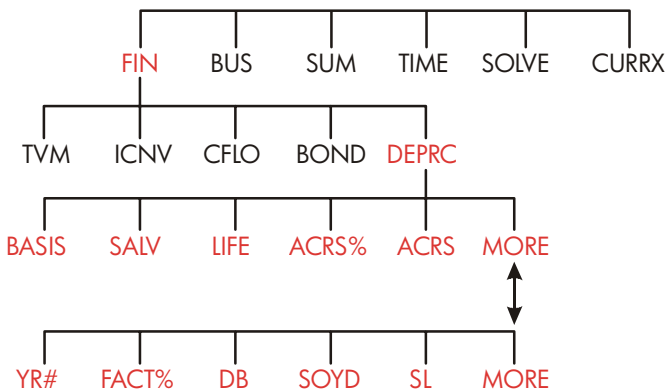 FIN BUS SUM TIME SOLVE CURRX
TVM ICNV CFLO BOND DEPRC
BASIS SALV LIFE ACRS% ACRS MORE
YR# FACT% DB SOYD SL MORE